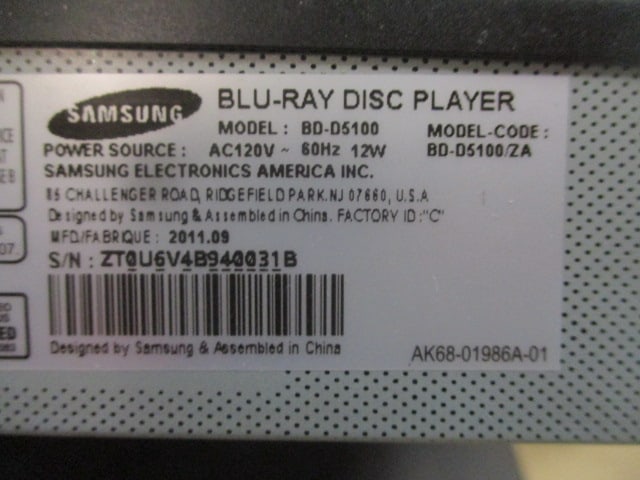 SAMSUNG
BLU-RAY DISC PLAYER
MODEL : BD-D5100
MODEL-CODE :
BD-D5100/ZA
POWER SOURCE : AC120V ~ 60Hz 12W
SAMSUNG ELECTRONICS AMERICA INC.
85 CHALLENGER ROAD, RIDGEFIELD PARK.NJ 07660, U.S.A
Designed by Samsung & Assembled in China. FACTORY ID :"C"
MFD/FABRIQUE : 2011.09
S/N : ZT0U6V4B940031B
Designed by Samsung & Assembled in China
AK68-01986A-01